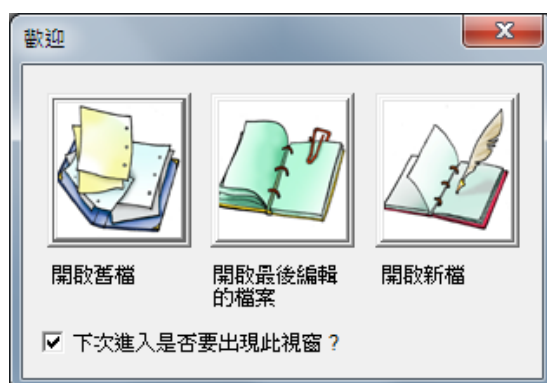 歡迎
開啟舊檔
開啟最後編輯
的檔案
開啟新檔
下次進入是否要出現此視窗？